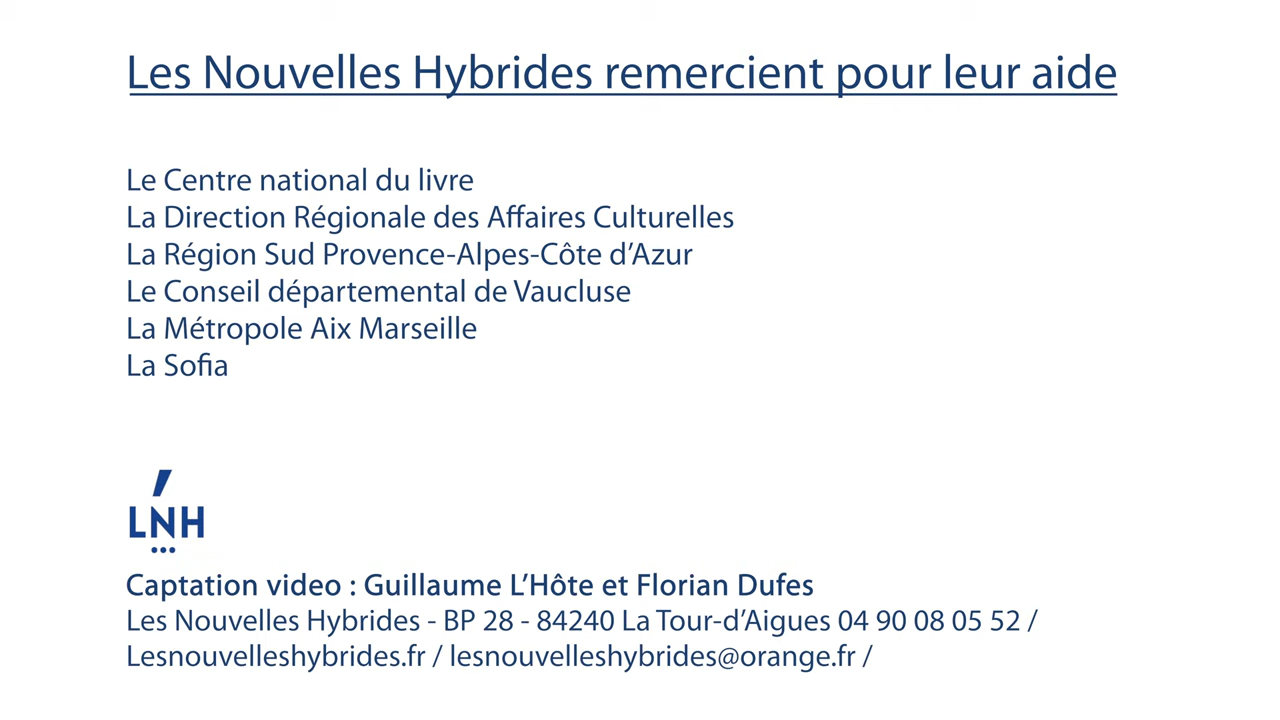 Les Nouvelles Hybrides remercient pour leur aide
Le Centre national du livre
La Direction Régionale des Affaires Culturelles
La Région Sud Provence-Alpes-Côte d’Azur
Le Conseil départemental de Vaucluse
La Métropole Aix Marseille
La Sofia
LNH
Captation video : Guillaume L’Hôte et Florian Dufes
Les Nouvelles Hybrides - BP 28 - 84240 La Tour-d’Aigues 04 90 08 05 52 /
Lesnouvelleshybrides.fr / lesnouvelleshybrides@orange.fr /